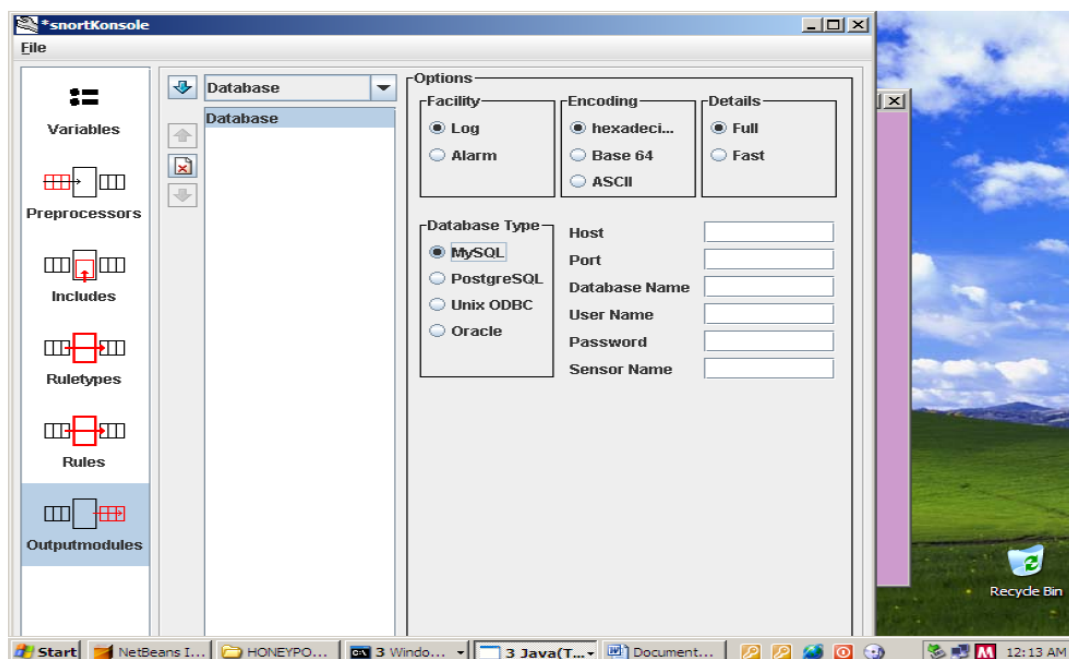 *snortKonsole
File
Variables
Preprocessors
Includes
Ruletypes
Rules
Outputmodules
Database
Database
Options
Facility
Log
Alarm
Encoding
hexadeci...
Base 64
ASCII
Details
Full
Fast
Database Type
MySQL
PostgreSQL
Unix ODBC
Oracle
Host
Port
Database Name
User Name
Password
Sensor Name
Recycle Bin
Start
NetBeans I...
HONEYPO...
3 Windo...
3 Java(T...
Document...
12:13 AM